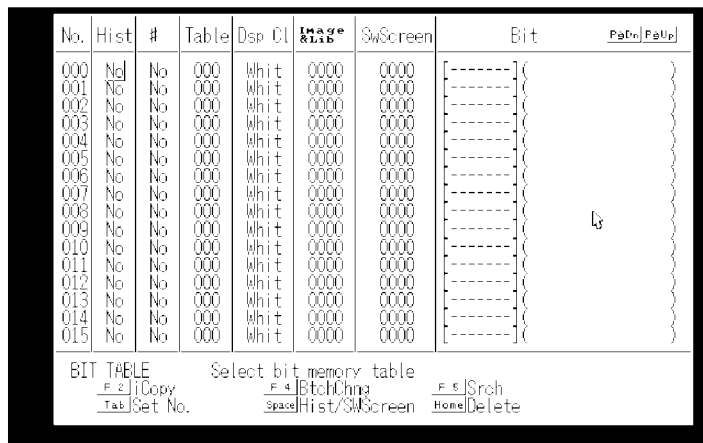 No. Hist # Table Dsp Cl Image &Lib SwScreen Bit PgDn PgUp
000 No No 000 Whit 0000 0000 [-------] ( )
001 No No 000 Whit 0000 0000 [-------] ( )
002 No No 000 Whit 0000 0000 [-------] ( )
003 No No 000 Whit 0000 0000 [-------] ( )
004 No No 000 Whit 0000 0000 [-------] ( )
005 No No 000 Whit 0000 0000 [-------] ( )
006 No No 000 Whit 0000 0000 [-------] ( )
007 No No 000 Whit 0000 0000 [-------] ( )
008 No No 000 Whit 0000 0000 [-------] ( )
009 No No 000 Whit 0000 0000 [-------] ( )
010 No No 000 Whit 0000 0000 [-------] ( )
011 No No 000 Whit 0000 0000 [-------] ( )
012 No No 000 Whit 0000 0000 [-------] ( )
013 No No 000 Whit 0000 0000 [-------] ( )
014 No No 000 Whit 0000 0000 [-------] ( )
015 No No 000 Whit 0000 0000 [-------] ( )
BIT TABLE Select bit memory table
F 2 iCopy F 4 BtchChng F 5 Srch
Tab Set No. Space Hist/SWScreen Home Delete